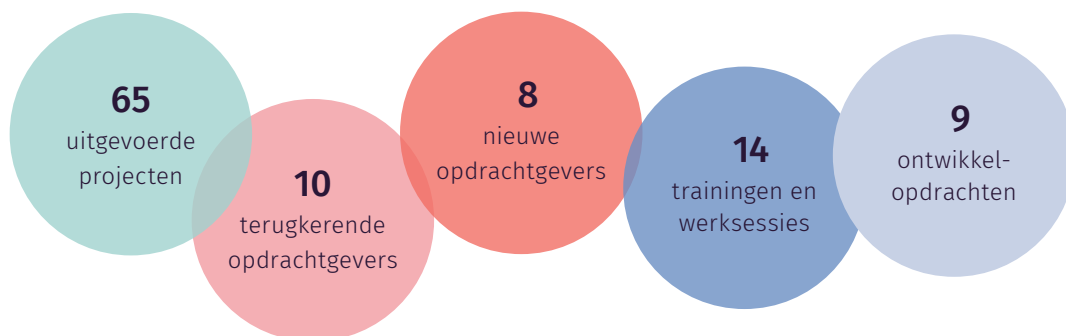 65
uitgevoerde
projecten
10
terugkerende
opdrachtgevers
8
nieuwe
opdrachtgevers
14
trainingen en
werksessies
9
ontwikkel-
opdrachten